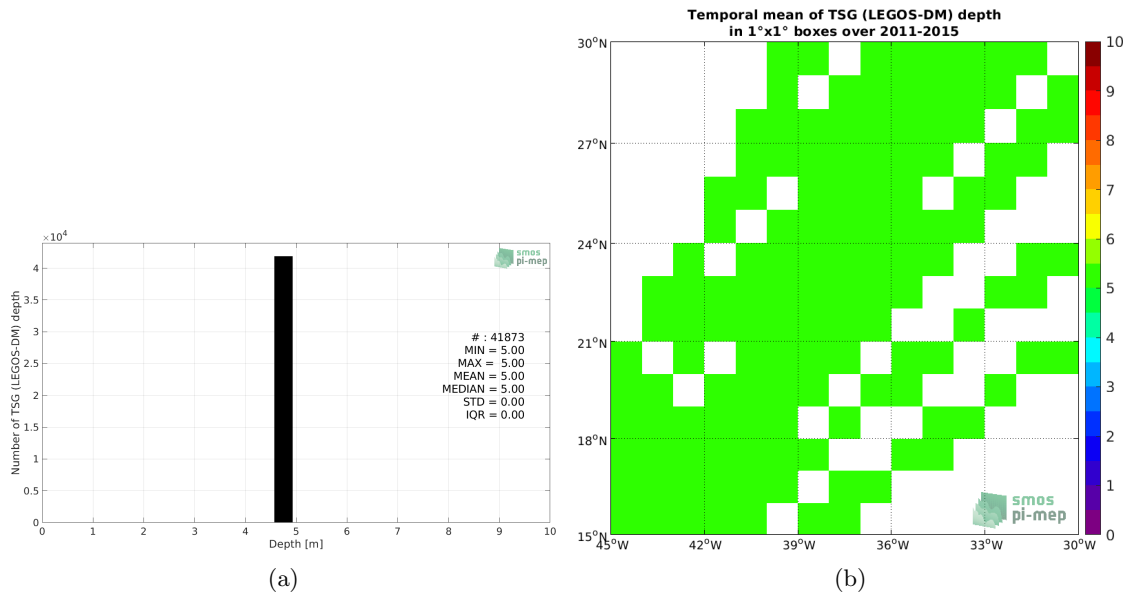 Temporal mean of TSG (LEGOS-DM) depth
in 1°x1° boxes over 2011-2015
×10⁴
4
3.5
3
2.5
2
1.5
1
0.5
0
Number of TSG (LEGOS-DM) depth
0 1 2 3 4 5 6 7 8 9 10
Depth [m]
smos
pi-mep
# : 41873
MIN = 5.00
MAX = 5.00
MEAN = 5.00
MEDIAN = 5.00
STD = 0.00
IQR = 0.00
(a)
30°N
27°N
24°N
21°N
18°N
15°N
45°W 42°W 39°W 36°W 33°W 30°W
smos
pi-mep
10
9
8
7
6
5
4
3
2
1
0
(b)